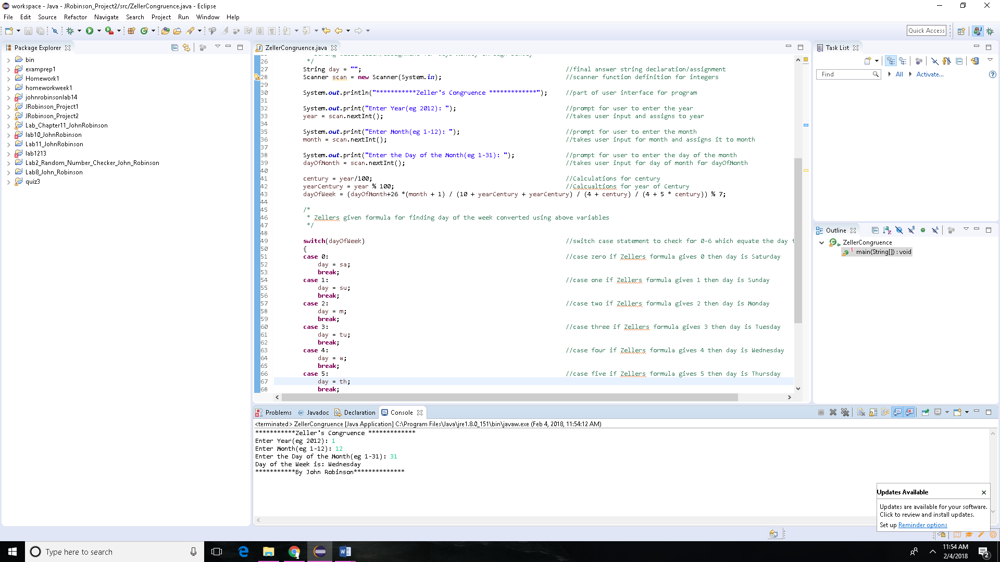 workspace - Java - JRobinson_Project2/src/ZellerCongruence.java - Eclipse
File Edit Source Refactor Navigate Search Project Run Window Help
Quick Access
Package Explorer
bin
examprep1
Homework1
homeworkweek1
johnrobinsonlab14
JRobinson_Project1
JRobinson_Project2
Lab_Chapter11_JohnRobinson
lab10_JohnRobinson
Lab11_JohnRobinson
lab1213
Lab2_Random_Number_Checker_John_Robinson
Lab8_John_Robinson
quiz3
ZellerCongruence.java
26 */
27 String day = ""; //final answer string declaration/assignment
28 Scanner scan = new Scanner(System.in); //scanner function definition for integers
29
30 System.out.println("***********Zeller's Congruence *************"); //part of user interface for program
31
32 System.out.print("Enter Year(eg 2012): "); //prompt for user to enter the year
33 year = scan.nextInt(); //takes user input and assigns to year
34
35 System.out.print("Enter Month(eg 1-12): "); //prompt for user to enter the month
36 month = scan.nextInt(); //takes user input for month and assigns it to month
37
38 System.out.print("Enter the Day of the Month(eg 1-31): "); //prompt for user to enter the day of the month
39 dayOfMonth = scan.nextInt(); //takes user input for day of month for dayOfMonth
40
41 century = year/100; //Calculations for century
42 yearCentury = year % 100; //Calcualtions for year of Century
43 dayOfWeek = (dayOfMonth+26 *(month + 1) / (10 + yearCentury + yearCentury) / (4 + century) / (4 + 5 * century)) % 7;
44
45 /*
46 * Zellers given formula for finding day of the week converted using above variables
47 */
48
49 switch(dayOfWeek) //switch case statement to check for 0-6 which equate the day
50 {
51 case 0: //case zero if Zellers formula gives 0 then day is Saturday
52 day = sa;
53 break;
54 case 1: //case one if Zellers formula gives 1 then day is Sunday
55 day = su;
56 break;
57 case 2: //case two if Zellers formula gives 2 then day is Monday
58 day = m;
59 break;
60 case 3: //case three if Zellers formula gives 3 then day is Tuesday
61 day = tu;
62 break;
63 case 4: //case four if Zellers formula gives 4 then day is Wednesday
64 day = w;
65 break;
66 case 5: //case five if Zellers formula gives 5 then day is Thursday
67 day = th;
68 break;
Task List
Find All Activate...
Outline
ZellerCongruence
main(String[]) : void
Problems @ Javadoc Declaration Console
<terminated> ZellerCongruence [Java Application] C:\Program Files\Java\jre1.8.0_151\bin\javaw.exe (Feb 4, 2018, 11:54:12 AM)
***********Zeller's Congruence *************
Enter Year(eg 2012): 1
Enter Month(eg 1-12): 12
Enter the Day of the Month(eg 1-31): 31
Day of the Week is: Wednesday
***********By John Robinson**************
Updates Available
Updates are available for your software.
Click to review and install updates.
Set up Reminder options
Type here to search
11:54 AM
2/4/2018
2